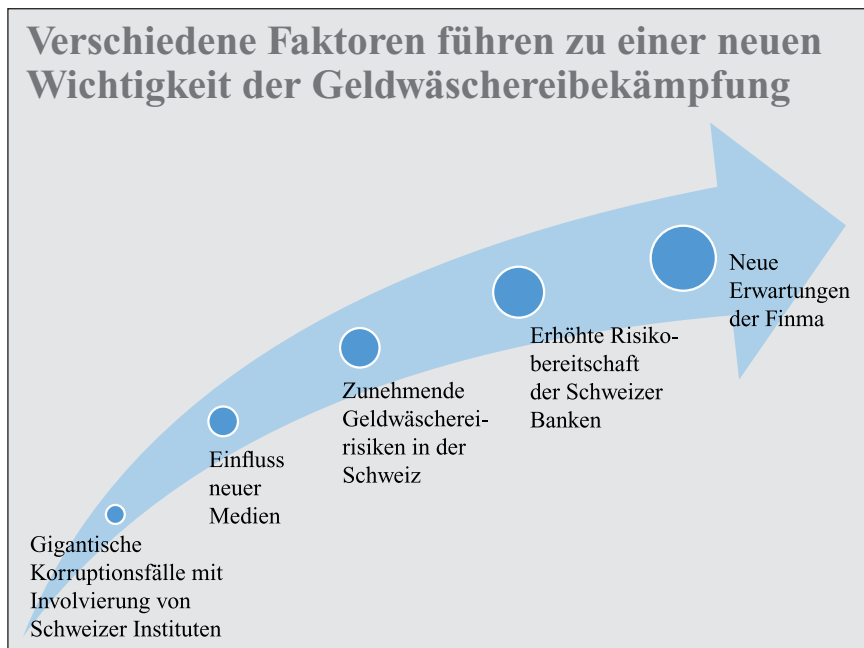 Verschiedene Faktoren führen zu einer neuen
Wichtigkeit der Geldwäschereibekämpfung
Gigantische
Korruptionsfälle mit
Involvierung von
Schweizer Instituten
Einfluss
neuer
Medien
Zunehmende
Geldwäscherei-
risiken in der
Schweiz
Erhöhte Risiko-
bereitschaft
der Schweizer
Banken
Neue
Erwartungen
der Finma